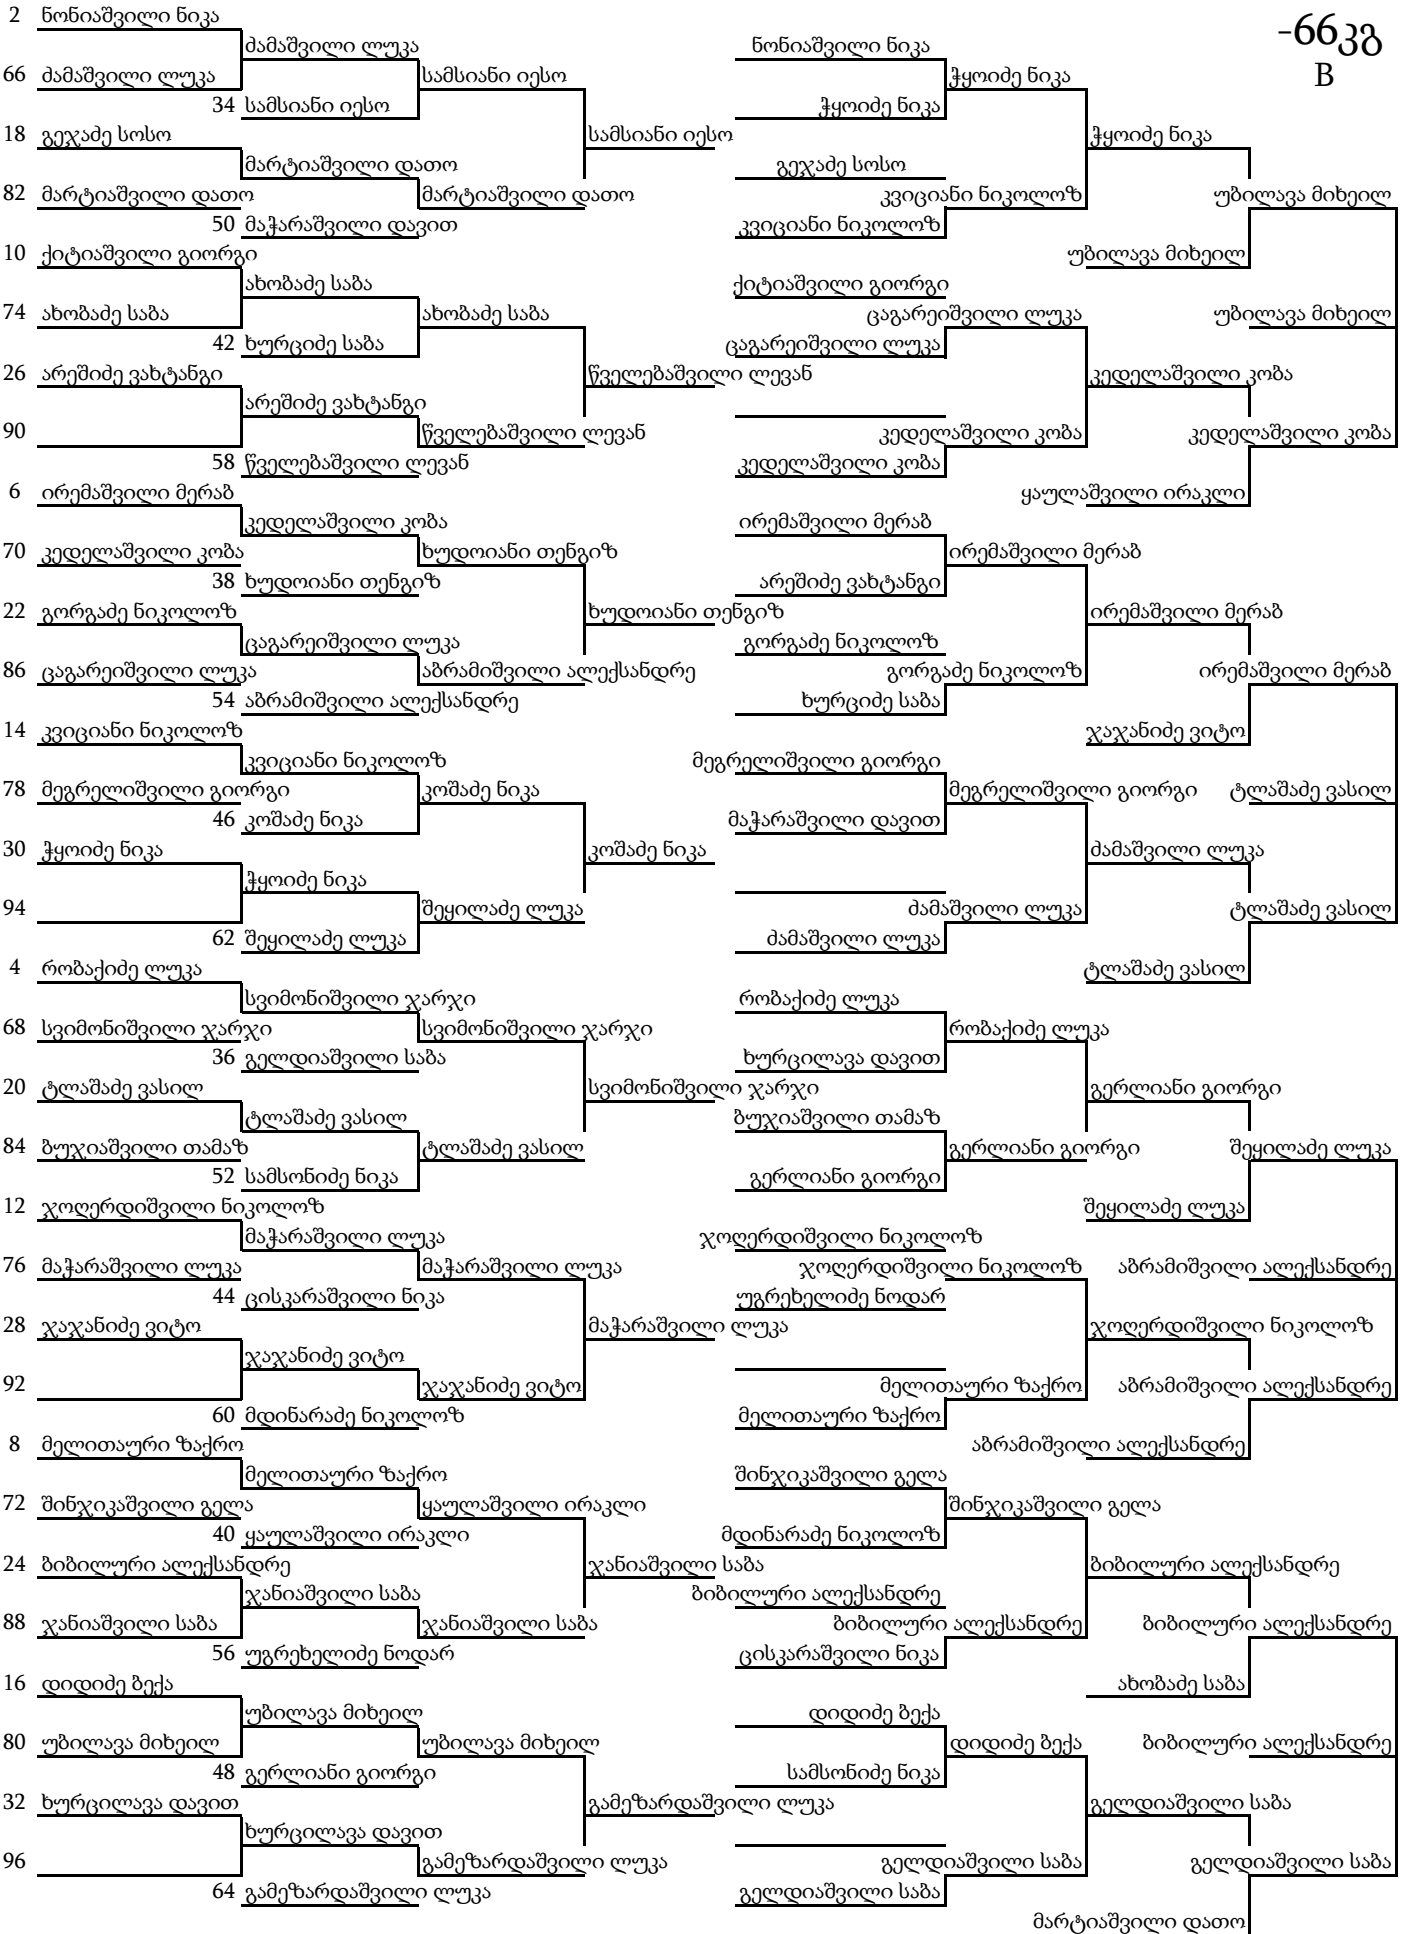 2 ნონიაშვილი ნიკა
-66კგ
ძამაშვილი ლუკა ნონიაშვილი ნიკა
66 ძამაშვილი ლუკა სამსიანი იესო ჭყოიძე ნიკა
B
34 სამსიანი იესო ჭყოიძე ნიკა
18 გეჯაძე სოსო სამსიანი იესო ჭყოიძე ნიკა
მარტიაშვილი დათო გეჯაძე სოსო
82 მარტიაშვილი დათო მარტიაშვილი დათო კვიციანი ნიკოლოზ უბილავა მიხეილ
50 მაჭარაშვილი დავით კვიციანი ნიკოლოზ
10 ქიტიაშვილი გიორგი უბილავა მიხეილ
ახობაძე საბა ქიტიაშვილი გიორგი
74 ახობაძე საბა ახობაძე საბა ცაგარეიშვილი ლუკა უბილავა მიხეილ
42 ხურციძე საბა ცაგარეიშვილი ლუკა
26 არეშიძე ვახტანგი წველებაშვილი ლევან კედელაშვილი კობა
არეშიძე ვახტანგი
90 წველებაშვილი ლევან კედელაშვილი კობა კედელაშვილი კობა
58 წველებაშვილი ლევან კედელაშვილი კობა
6 ირემაშვილი მერაბ ყაულაშვილი ირაკლი
კედელაშვილი კობა ირემაშვილი მერაბ
70 კედელაშვილი კობა ხუდოიანი თენგიზ ირემაშვილი მერაბ
38 ხუდოიანი თენგიზ არეშიძე ვახტანგი
22 გორგაძე ნიკოლოზ ხუდოიანი თენგიზ ირემაშვილი მერაბ
ცაგარეიშვილი ლუკა გორგაძე ნიკოლოზ
86 ცაგარეიშვილი ლუკა აბრამიშვილი ალექსანდრე გორგაძე ნიკოლოზ ირემაშვილი მერაბ
54 აბრამიშვილი ალექსანდრე ხურციძე საბა
14 კვიციანი ნიკოლოზ ჯაჯანიძე ვიტო
კვიციანი ნიკოლოზ მეგრელიშვილი გიორგი
78 მეგრელიშვილი გიორგი კოშაძე ნიკა მეგრელიშვილი გიორგი ტლაშაძე ვასილ
46 კოშაძე ნიკა მაჭარაშვილი დავით
30 ჭყოიძე ნიკა კოშაძე ნიკა ძამაშვილი ლუკა
ჭყოიძე ნიკა
94 შეყილაძე ლუკა ძამაშვილი ლუკა ტლაშაძე ვასილ
62 შეყილაძე ლუკა ძამაშვილი ლუკა
4 რობაქიძე ლუკა ტლაშაძე ვასილ
სვიმონიშვილი ჯარჯი რობაქიძე ლუკა
68 სვიმონიშვილი ჯარჯი სვიმონიშვილი ჯარჯი რობაქიძე ლუკა
36 გელდიაშვილი საბა ხურცილავა დავით
20 ტლაშაძე ვასილ სვიმონიშვილი ჯარჯი გერლიანი გიორგი
ტლაშაძე ვასილ ბუჯიაშვილი თამაზ
84 ბუჯიაშვილი თამაზ ტლაშაძე ვასილ გერლიანი გიორგი შეყილაძე ლუკა
52 სამსონიძე ნიკა გერლიანი გიორგი
12 ჯოღერდიშვილი ნიკოლოზ შეყილაძე ლუკა
მაჭარაშვილი ლუკა ჯოღერდიშვილი ნიკოლოზ
76 მაჭარაშვილი ლუკა მაჭარაშვილი ლუკა ჯოღერდიშვილი ნიკოლოზ აბრამიშვილი ალექსანდრე
44 ცისკარაშვილი ნიკა უგრეხელიძე ნოდარ
28 ჯაჯანიძე ვიტო მაჭარაშვილი ლუკა ჯოღერდიშვილი ნიკოლოზ
ჯაჯანიძე ვიტო
92 ჯაჯანიძე ვიტო მელითაური ზაქრო აბრამიშვილი ალექსანდრე
60 მდინარაძე ნიკოლოზ მელითაური ზაქრო
8 მელითაური ზაქრო აბრამიშვილი ალექსანდრე
მელითაური ზაქრო შინჯიკაშვილი გელა
72 შინჯიკაშვილი გელა ყაულაშვილი ირაკლი შინჯიკაშვილი გელა
40 ყაულაშვილი ირაკლი მდინარაძე ნიკოლოზ
24 ბიბილური ალექსანდრე ჯანიაშვილი საბა ბიბილური ალექსანდრე
ჯანიაშვილი საბა ბიბილური ალექსანდრე
88 ჯანიაშვილი საბა ჯანიაშვილი საბა ბიბილური ალექსანდრე ბიბილური ალექსანდრე
56 უგრეხელიძე ნოდარ ცისკარაშვილი ნიკა
16 დიდიძე ბექა ახობაძე საბა
უბილავა მიხეილ დიდიძე ბექა
80 უბილავა მიხეილ უბილავა მიხეილ დიდიძე ბექა ბიბილური ალექსანდრე
48 გერლიანი გიორგი სამსონიძე ნიკა
32 ხურცილავა დავით გამეზარდაშვილი ლუკა გელდიაშვილი საბა
ხურცილავა დავით
96 გამეზარდაშვილი ლუკა გელდიაშვილი საბა გელდიაშვილი საბა
64 გამეზარდაშვილი ლუკა გელდიაშვილი საბა
მარტიაშვილი დათო